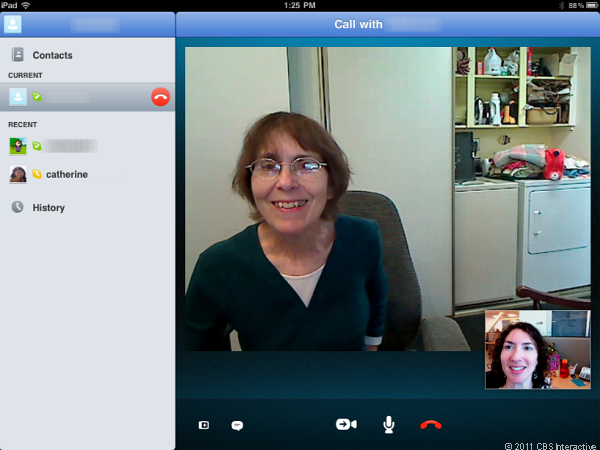 iPad
1:25 PM
88%
Call with
Contacts
CURRENT
RECENT
catherine
History
© 2011 CBS Interactive